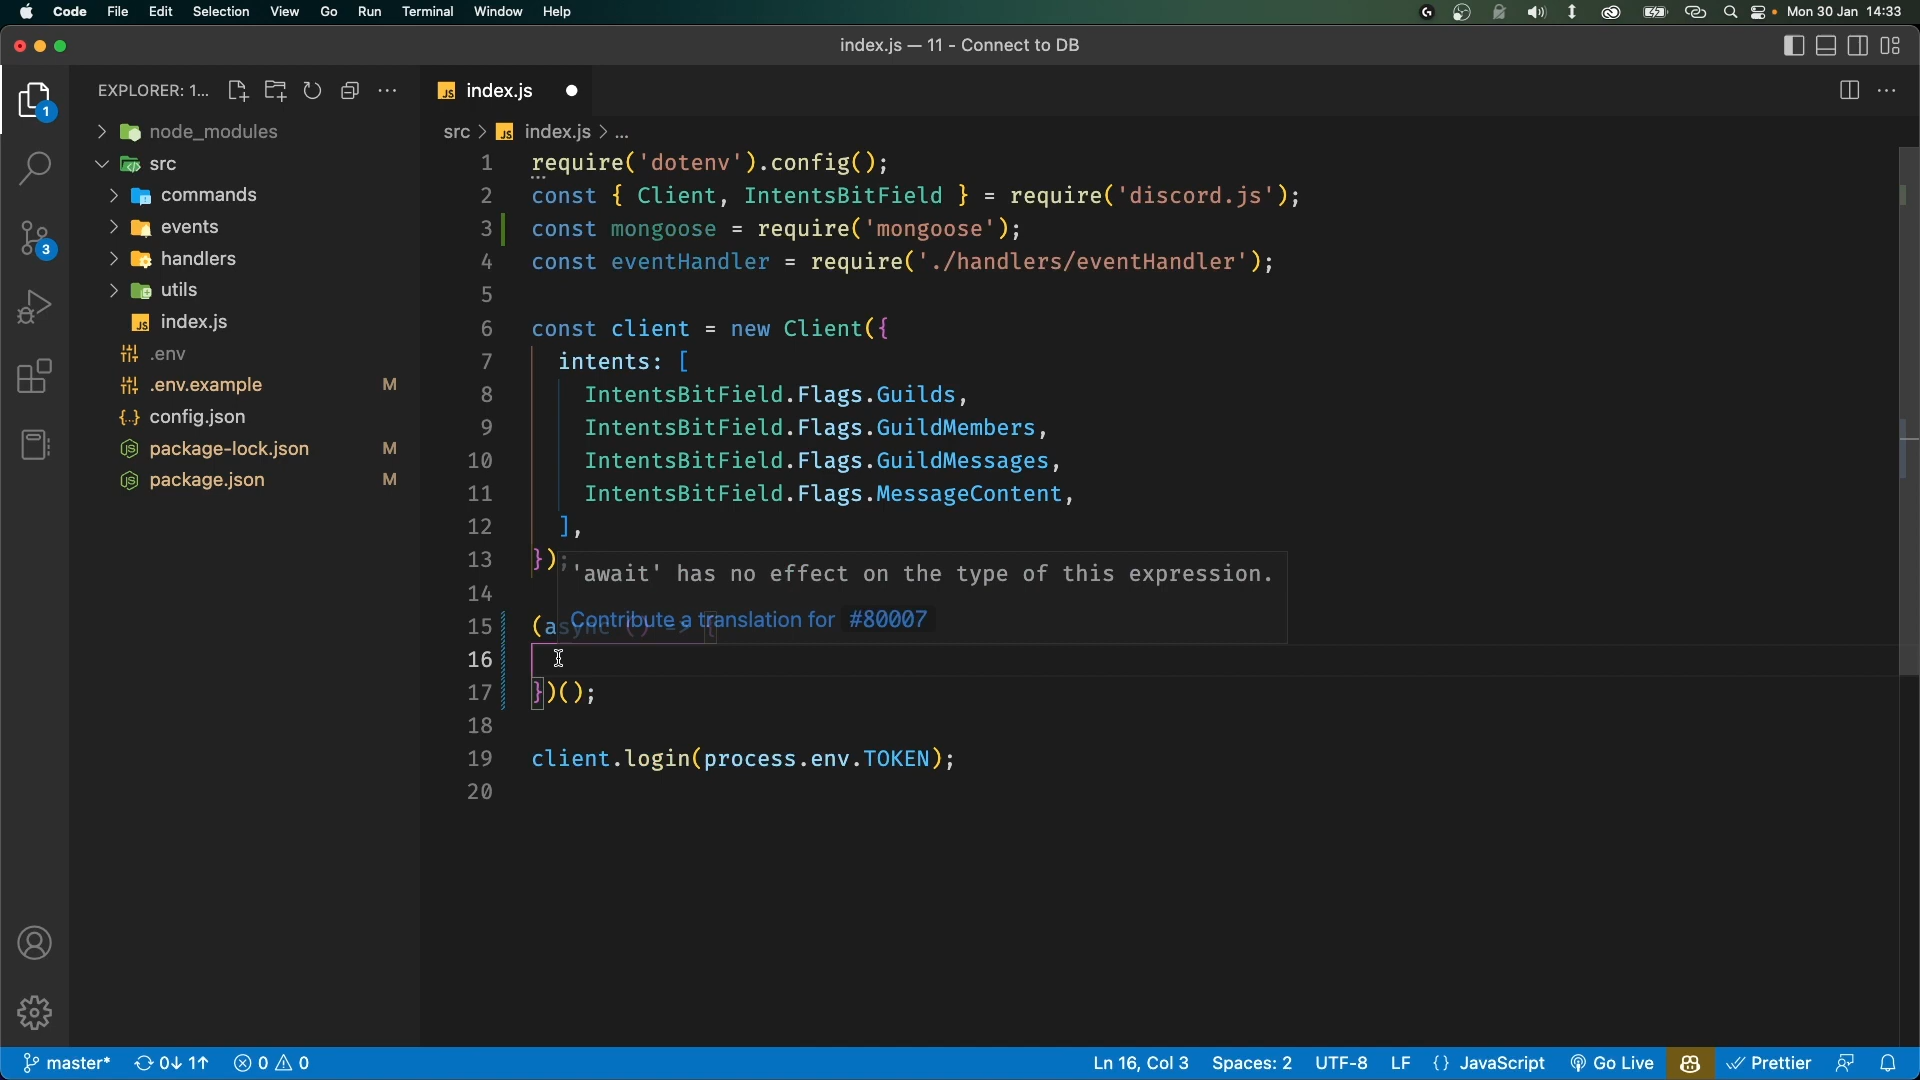 Code File Edit Selection View Go Run Terminal Window Help Mon 30 Jan 14:33
index.js — 11 - Connect to DB
EXPLORER: 1...
index.js
src > index.js > ...
node_modules
src
commands
events
handlers
utils
index.js
.env
.env.example M
config.json
package-lock.json M
package.json M
1
3
1 require('dotenv').config();
2 const { Client, IntentsBitField } = require('discord.js');
3 const mongoose = require('mongoose');
4 const eventHandler = require('./handlers/eventHandler');
5
6 const client = new Client({
7 intents: [
8 IntentsBitField.Flags.Guilds,
9 IntentsBitField.Flags.GuildMembers,
10 IntentsBitField.Flags.GuildMessages,
11 IntentsBitField.Flags.MessageContent,
12 ],
13 });
'await' has no effect on the type of this expression.
14
Contribute a translation for #80007
15 (async () => {
16
17 })();
18
19 client.login(process.env.TOKEN);
20
master* 0↓ 1↑ 0 0 Ln 16, Col 3 Spaces: 2 UTF-8 LF {} JavaScript Go Live Prettier